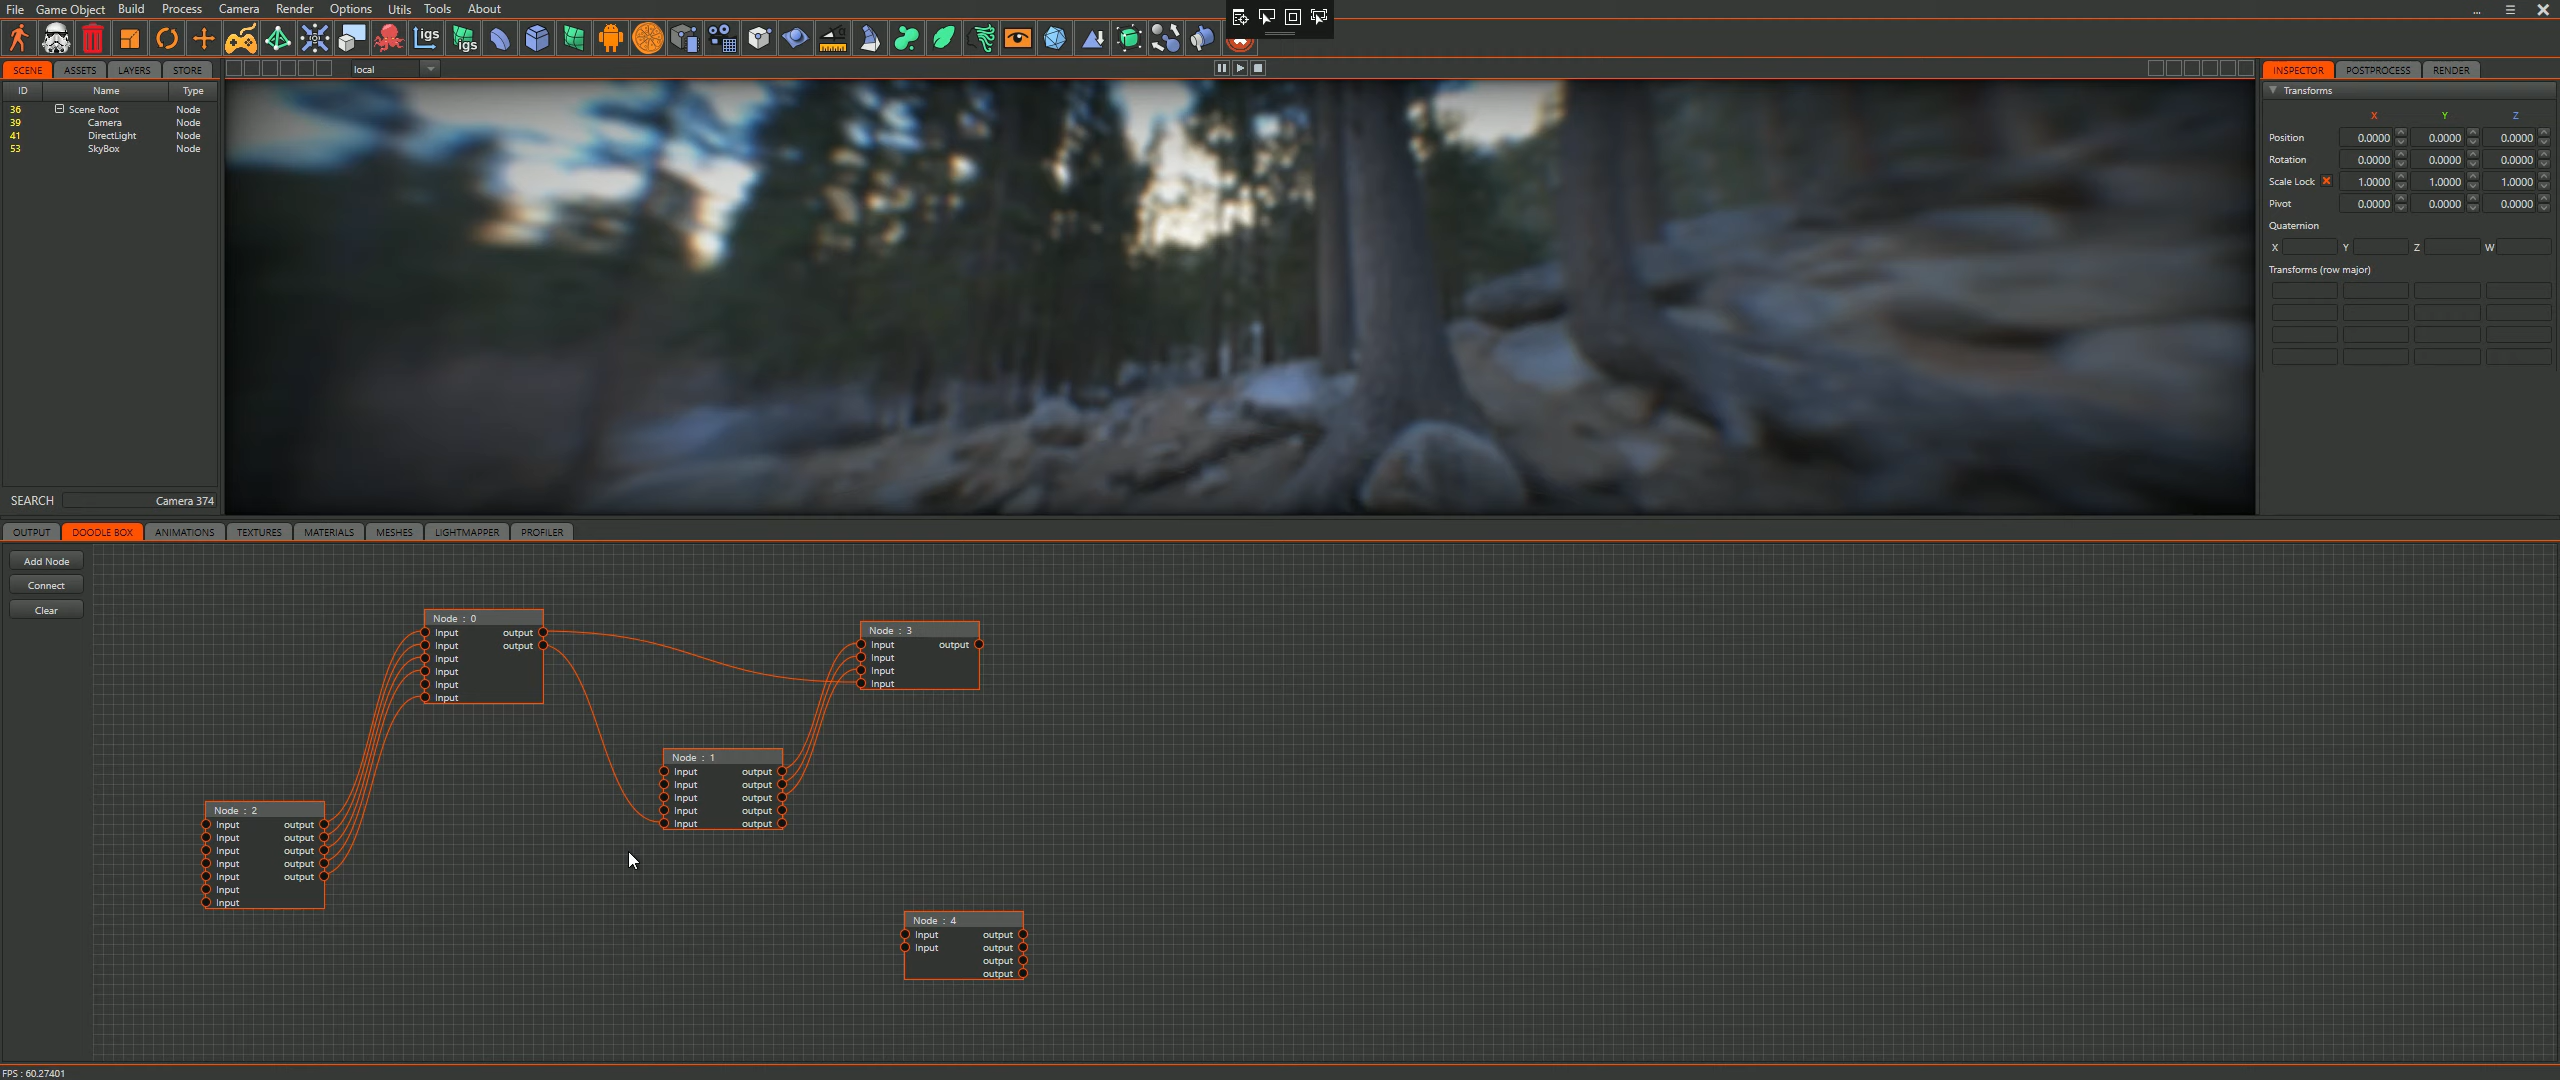 File Game Object Build Process Camera Render Options Utils Tools About
igs igs
SCENE ASSETS LAYERS STORE
local
INSPECTOR POSTPROCESS RENDER
ID Name Type
36 Scene Root Node
39 Camera Node
41 DirectLight Node
53 SkyBox Node
SEARCH Camera 374
Transforms
X Y Z
Position 0.0000 0.0000 0.0000
Rotation 0.0000 0.0000 0.0000
Scale Lock 1.0000 1.0000 1.0000
Pivot 0.0000 0.0000 0.0000
Quaternion
X Y Z W
Transforms (row major)
OUTPUT DOODLE BOX ANIMATIONS TEXTURES MATERIALS MESHES LIGHTMAPPER PROFILER
Add Node
Connect
Clear
Node : 0
Input output
Input output
Input
Input
Input
Input
Node : 3
Input output
Input
Input
Input
Node : 1
Input output
Input output
Input output
Input output
Input output
Node : 2
Input output
Input output
Input output
Input output
Input output
Input
Input
Node : 4
Input output
Input output
output
output
FPS : 60.27401